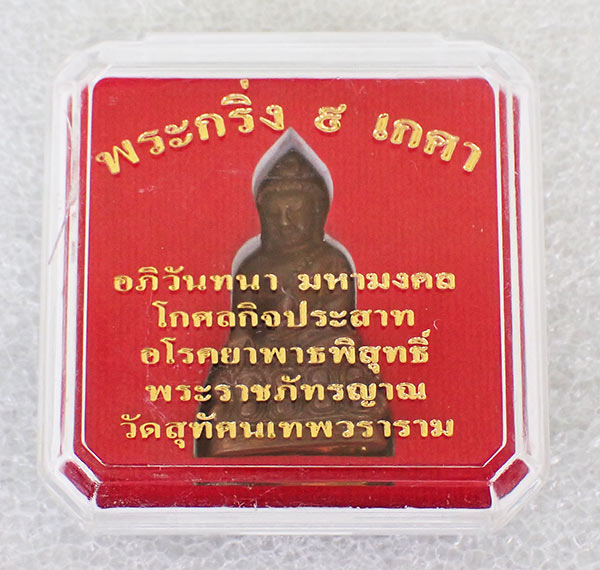 พระกริ่ง ๕ เกศา
อภิวันทนา มหามงคล
โกศลกิจประสาท
อโรคยาพาธพิสุทธิ์
พระราชภัทรญาณ
วัดสุทัศนเทพวราราม